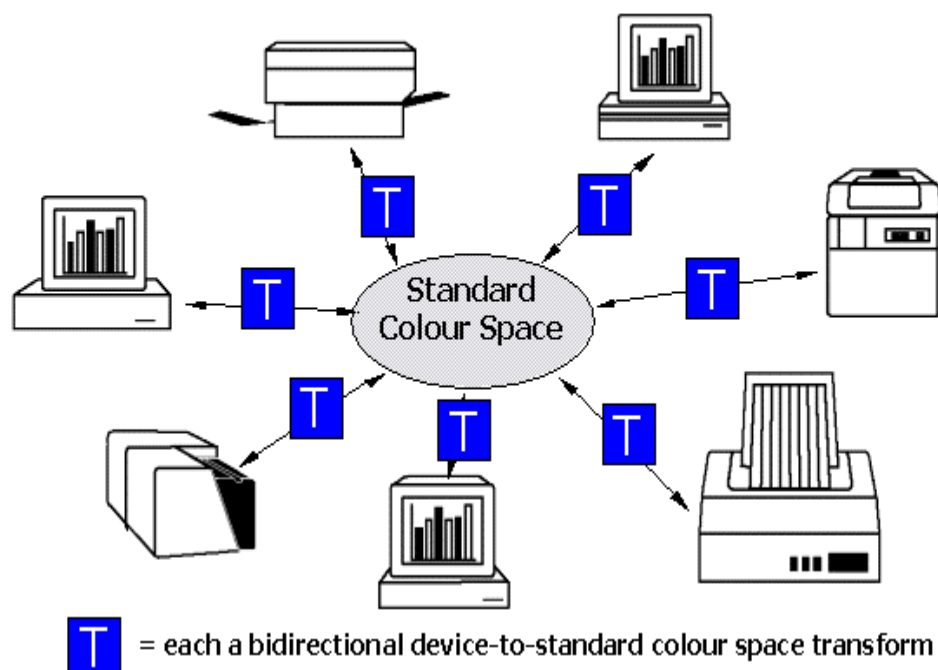 T
T
T
T
Standard
Colour Space
T
T
T
T = each a bidirectional device-to-standard colour space transform